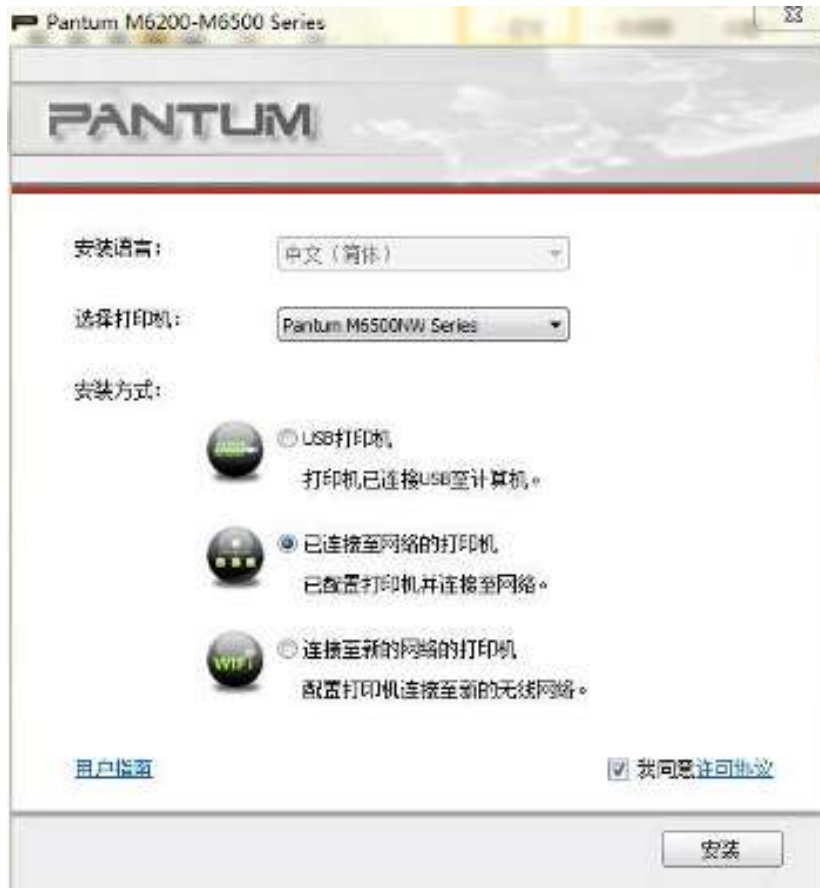 Pantum M6200-M6500 Series
PANTUM
安装语言： 中文（简体）
选择打印机： Pantum M6500NW Series
安装方式：
USB打印机
打印机已连接USB至计算机。
已连接至网络的打印机
已配置打印机并连接至网络。
WIFI 连接至新的网络的打印机
配置打印机连接至新的无线网络。
用户指南 我同意许可协议
安装